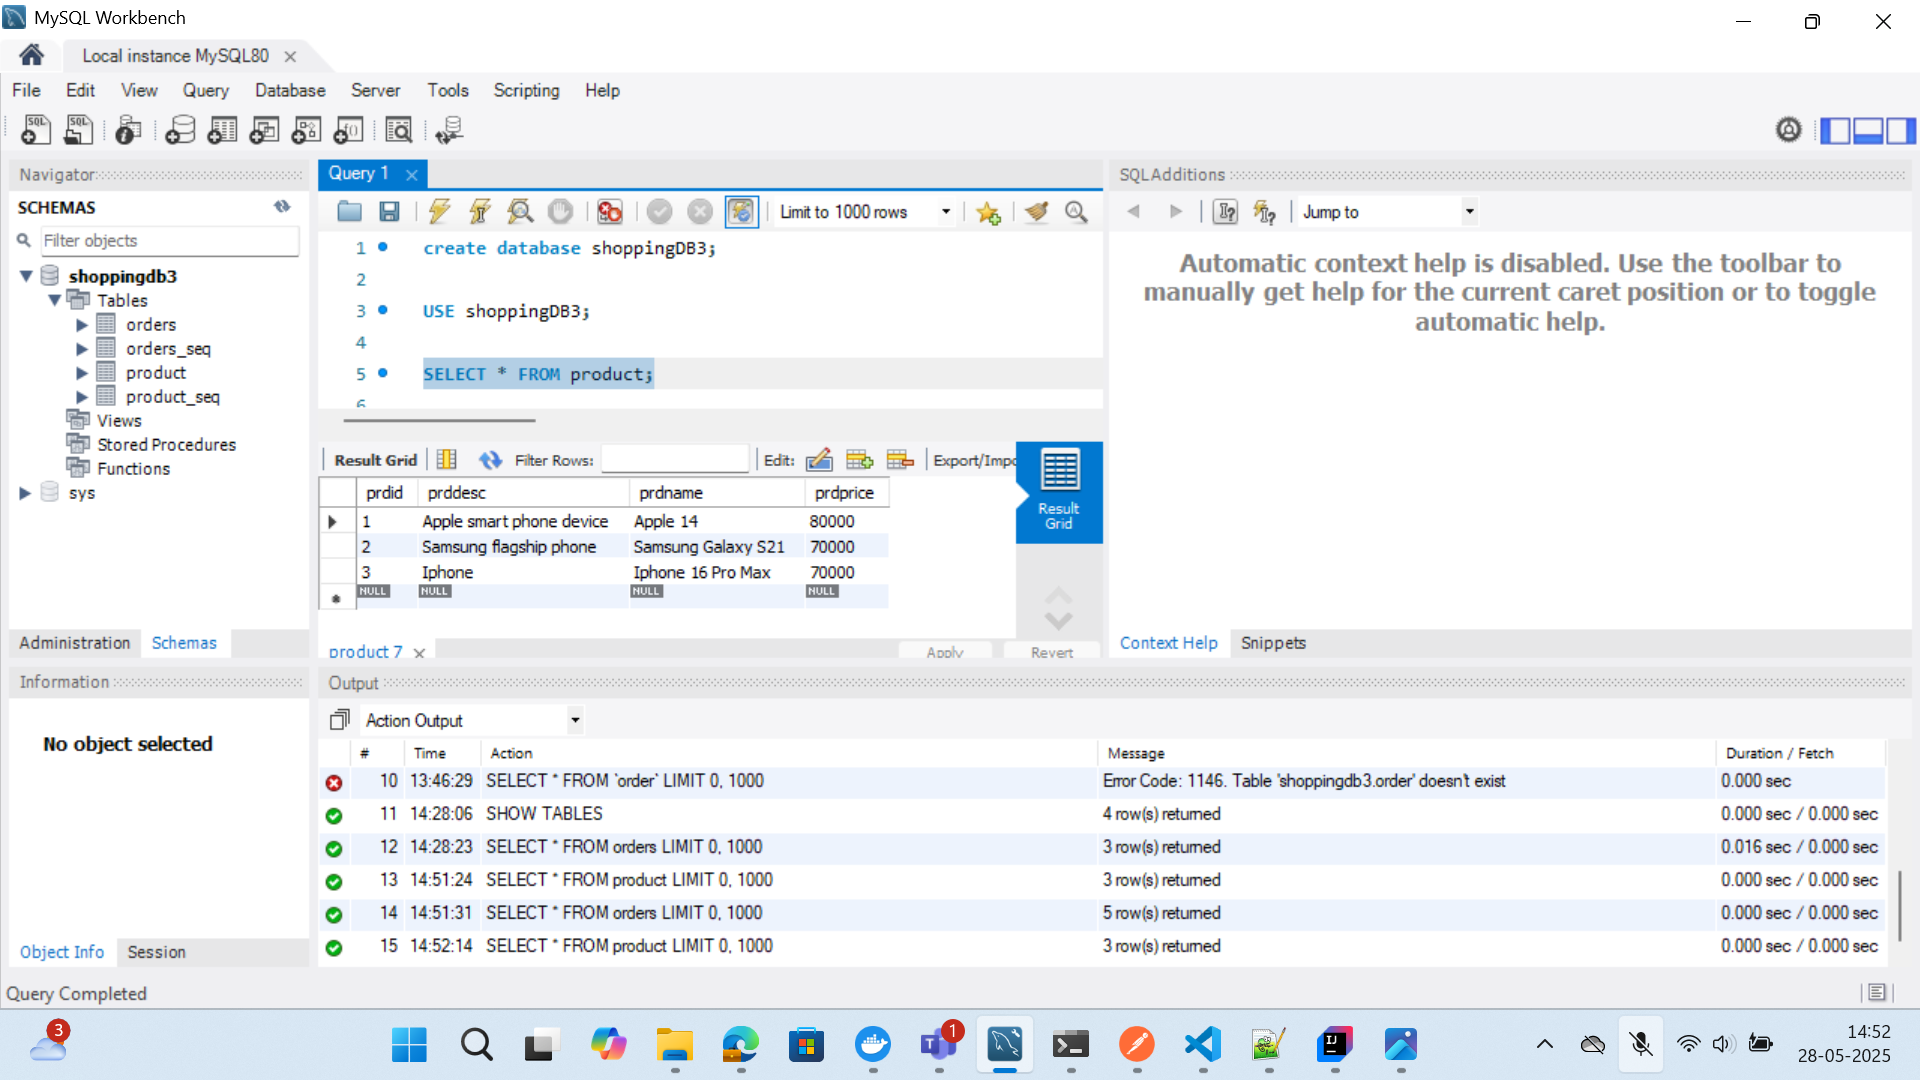 MySQL Workbench
Local instance MySQL80
File Edit View Query Database Server Tools Scripting Help
Navigator
SCHEMAS
Filter objects
shoppingdb3
Tables
orders
orders_seq
product
product_seq
Views
Stored Procedures
Functions
sys
Administration Schemas
Information
No object selected
Object Info Session
Query 1
Limit to 1000 rows
1 create database shoppingDB3;
2
3 USE shoppingDB3;
4
5 SELECT * FROM product;
6
Result Grid Filter Rows: Edit: Export/Impo
prdid prddesc prdname prdprice
1 Apple smart phone device Apple 14 80000
2 Samsung flagship phone Samsung Galaxy S21 70000
3 Iphone Iphone 16 Pro Max 70000
NULL NULL NULL NULL
Result
Grid
product 7 Apply Revert
SQLAdditions
Jump to
Automatic context help is disabled. Use the toolbar to
manually get help for the current caret position or to toggle
automatic help.
Context Help Snippets
Output
Action Output
# Time Action Message Duration / Fetch
10 13:46:29 SELECT * FROM `order` LIMIT 0, 1000 Error Code: 1146. Table 'shoppingdb3.order' doesn't exist 0.000 sec
11 14:28:06 SHOW TABLES 4 row(s) returned 0.000 sec / 0.000 sec
12 14:28:23 SELECT * FROM orders LIMIT 0, 1000 3 row(s) returned 0.016 sec / 0.000 sec
13 14:51:24 SELECT * FROM product LIMIT 0, 1000 3 row(s) returned 0.000 sec / 0.000 sec
14 14:51:31 SELECT * FROM orders LIMIT 0, 1000 5 row(s) returned 0.000 sec / 0.000 sec
15 14:52:14 SELECT * FROM product LIMIT 0, 1000 3 row(s) returned 0.000 sec / 0.000 sec
Query Completed
3
1
14:52
28-05-2025